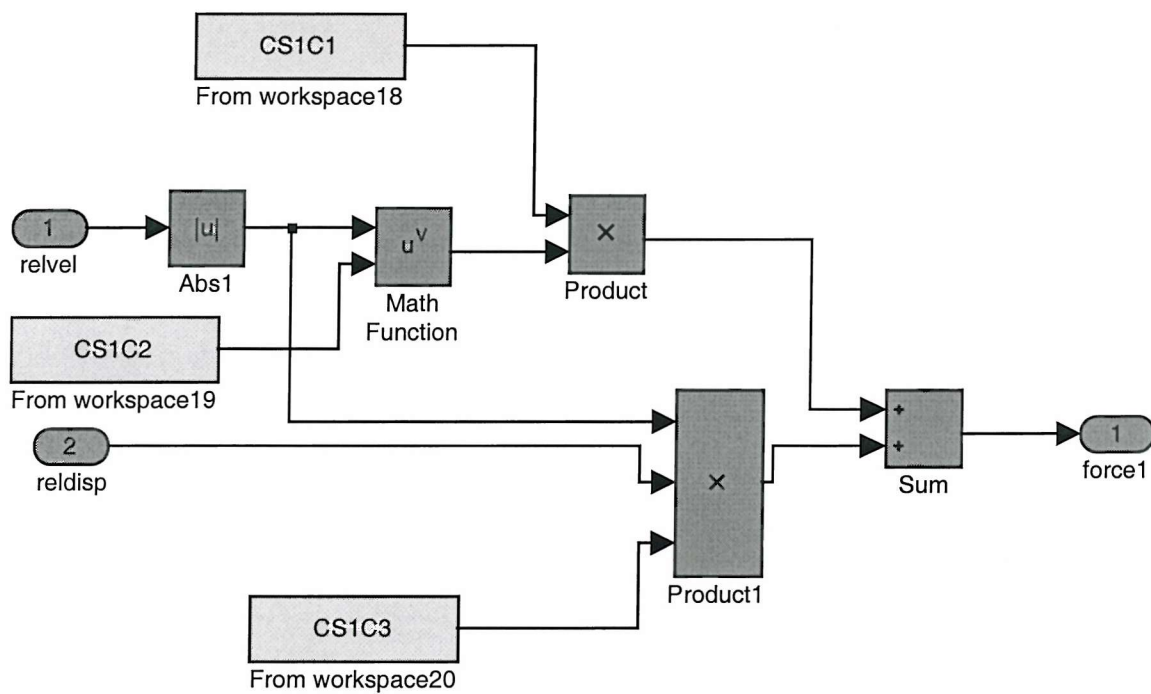 CS1C1
From workspace18
1
relvel
|u|
Abs1
u^v
Math
Function
×
Product
CS1C2
From workspace19
2
reldisp
×
Product1
+
+
Sum
1
force1
CS1C3
From workspace20